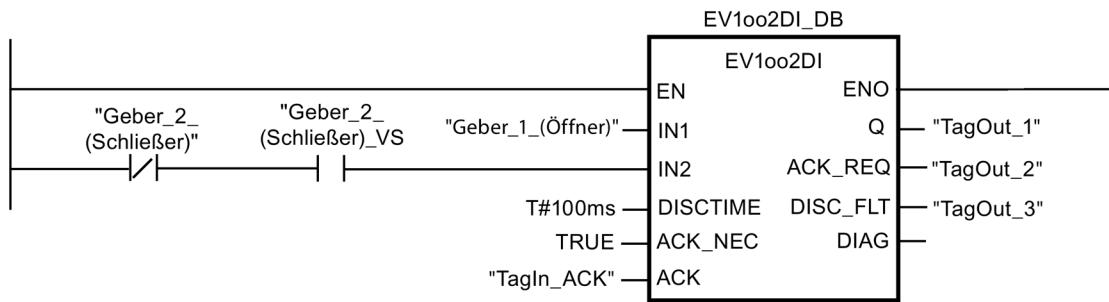 EV1oo2DI_DB
EV1oo2DI
EN ENO
"Geber_2_
(Schließer)"
"Geber_2_
(Schließer)_VS
"Geber_1_(Öffner)" IN1 Q "TagOut_1"
IN2 ACK_REQ "TagOut_2"
T#100ms DISCTIME DISC_FLT "TagOut_3"
TRUE ACK_NEC DIAG
"TagIn_ACK" ACK